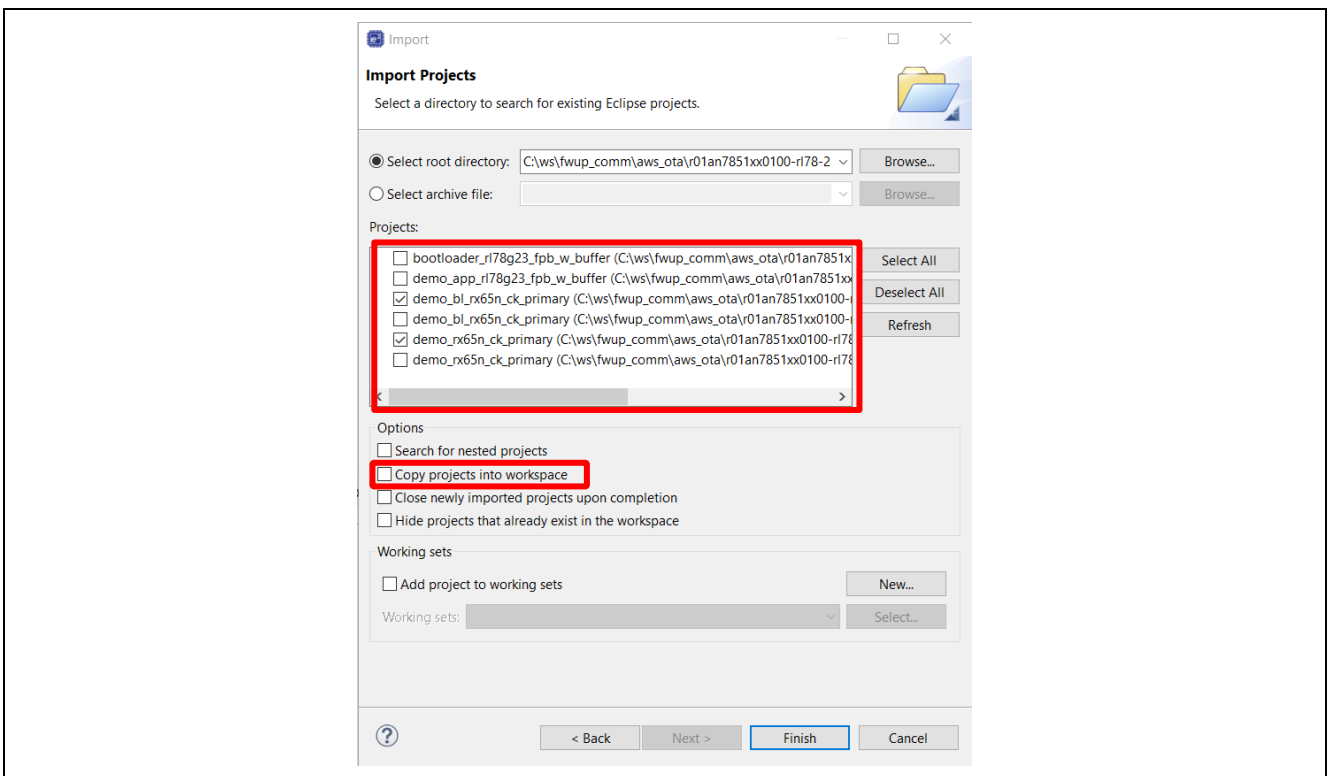 Import
Import Projects
Select a directory to search for existing Eclipse projects.
Select root directory: C:\ws\fwup_comm\aws_ota\r01an7851xx0100-rl78-2 Browse...
Select archive file: Browse...
Projects:
bootloader_rl78g23_fpb_w_buffer (C:\ws\fwup_comm\aws_ota\r01an7851x Select All
demo_app_rl78g23_fpb_w_buffer (C:\ws\fwup_comm\aws_ota\r01an7851xx
demo_bl_rx65n_ck_primary (C:\ws\fwup_comm\aws_ota\r01an7851xx0100- Deselect All
demo_bl_rx65n_ck_primary (C:\ws\fwup_comm\aws_ota\r01an7851xx0100- Refresh
demo_rx65n_ck_primary (C:\ws\fwup_comm\aws_ota\r01an7851xx0100-rl78
demo_rx65n_ck_primary (C:\ws\fwup_comm\aws_ota\r01an7851xx0100-rl78
Options
Search for nested projects
Copy projects into workspace
Close newly imported projects upon completion
Hide projects that already exist in the workspace
Working sets
Add project to working sets New...
Working sets: Select...
? < Back Next > Finish Cancel